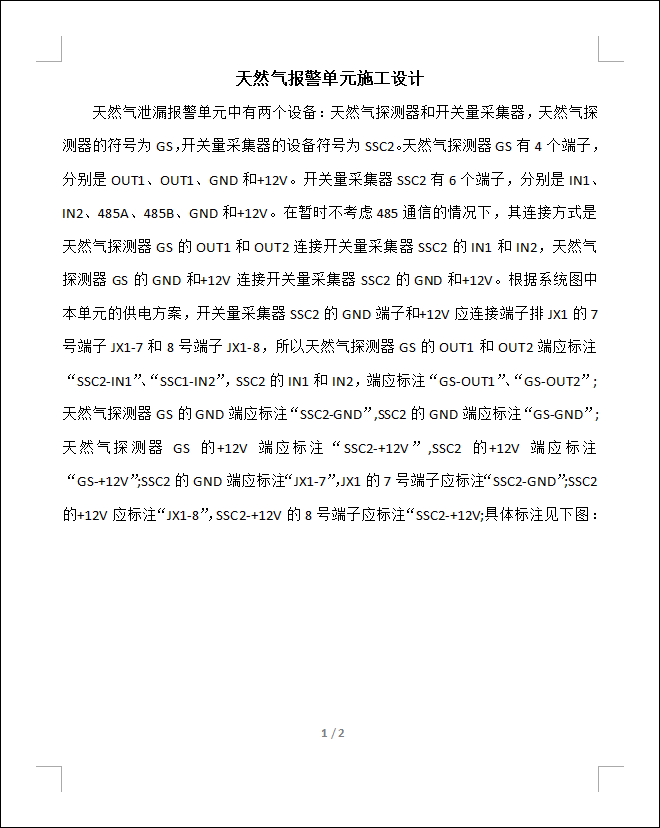 天然气报警单元施工设计
天然气泄漏报警单元中有两个设备：天然气探测器和开关量采集器，天然气探
测器的符号为 GS，开关量采集器的设备符号为 SSC2。天然气探测器 GS 有 4 个端子，
分别是 OUT1、OUT1、GND 和+12V。开关量采集器 SSC2 有 6 个端子，分别是 IN1、
IN2、485A、485B、GND 和+12V。在暂时不考虑 485 通信的情况下，其连接方式是
天然气探测器 GS 的 OUT1 和 OUT2 连接开关量采集器 SSC2 的 IN1 和 IN2，天然气
探测器 GS 的 GND 和+12V 连接开关量采集器 SSC2 的 GND 和+12V。根据系统图中
本单元的供电方案，开关量采集器 SSC2 的 GND 端子和+12V 应连接端子排 JX1 的 7
号端子 JX1-7 和 8 号端子 JX1-8，所以天然气探测器 GS 的 OUT1 和 OUT2 端应标注
“SSC2-IN1”、“SSC1-IN2”，SSC2 的 IN1 和 IN2，端应标注“GS-OUT1”、“GS-OUT2”；
天然气探测器 GS 的 GND 端应标注“SSC2-GND”,SSC2 的 GND 端应标注“GS-GND”；
天然气探测器 GS 的+12V 端应标注“SSC2-+12V”,SSC2 的+12V 端应标注
“GS-+12V”;SSC2 的 GND 端应标注“JX1-7”，JX1 的 7 号端子应标注“SSC2-GND”;SSC2
的+12V 应标注“JX1-8”，SSC2-+12V 的 8 号端子应标注“SSC2-+12V;具体标注见下图：
1 / 2